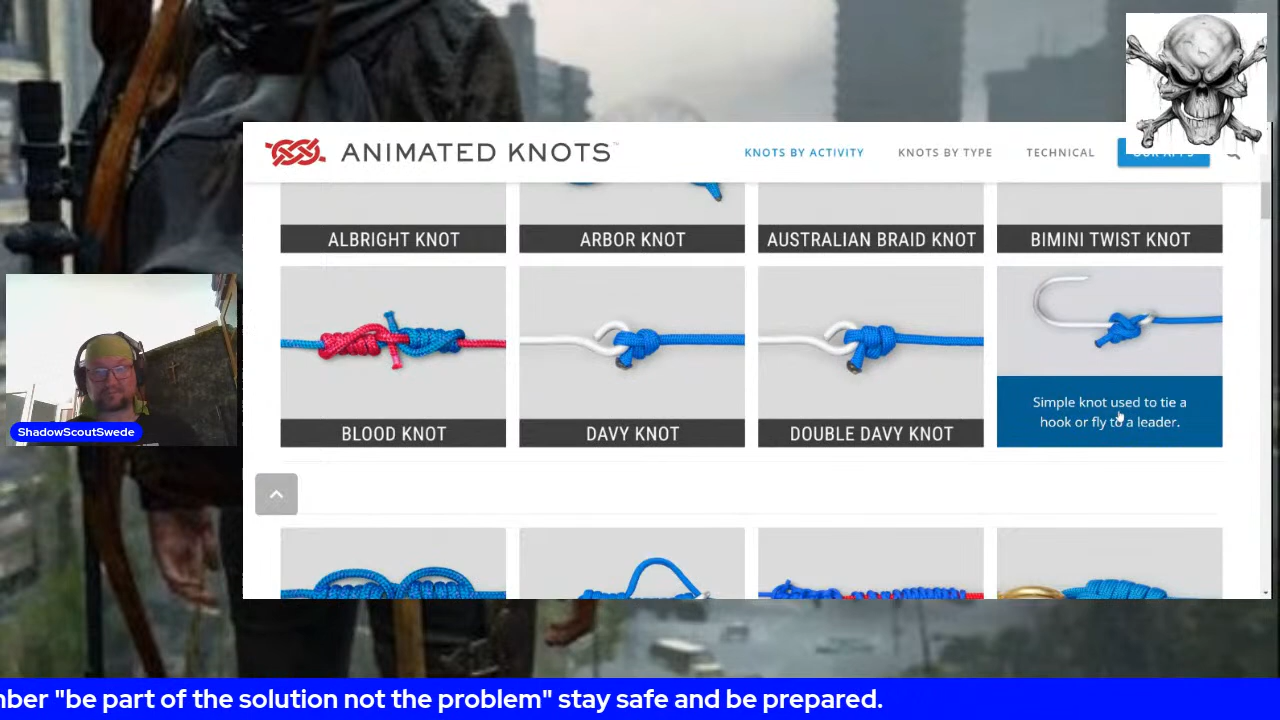 ANIMATED KNOTS™
KNOTS BY ACTIVITY
KNOTS BY TYPE
TECHNICAL
ALBRIGHT KNOT
ARBOR KNOT
AUSTRALIAN BRAID KNOT
BIMINI TWIST KNOT
Simple knot used to tie a
hook or fly to a leader.
BLOOD KNOT
DAVY KNOT
DOUBLE DAVY KNOT
ShadowScoutSwede
"be part of the solution not the problem" stay safe and be prepared.